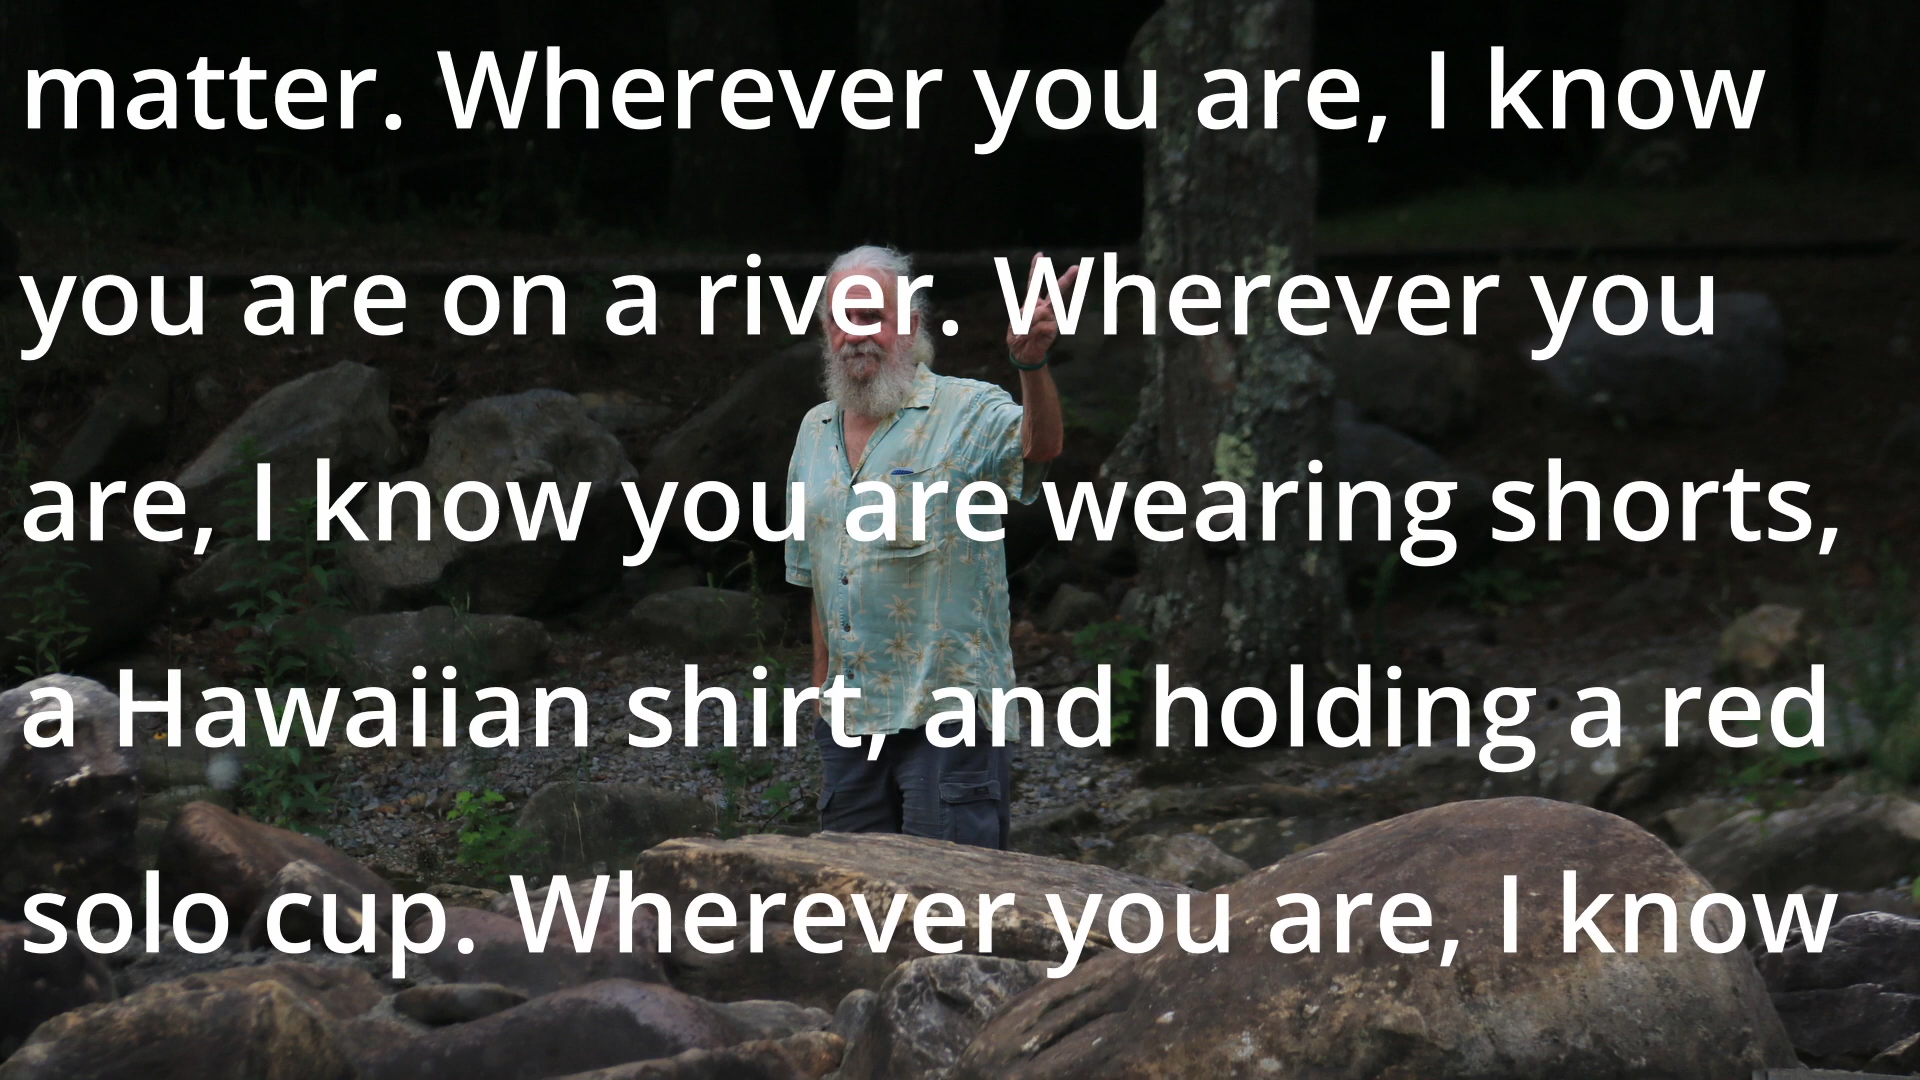 matter. Wherever you are, I know
you are on a river. Wherever you
are, I know you are wearing shorts,
a Hawaiian shirt, and holding a red
solo cup. Wherever you are, I know